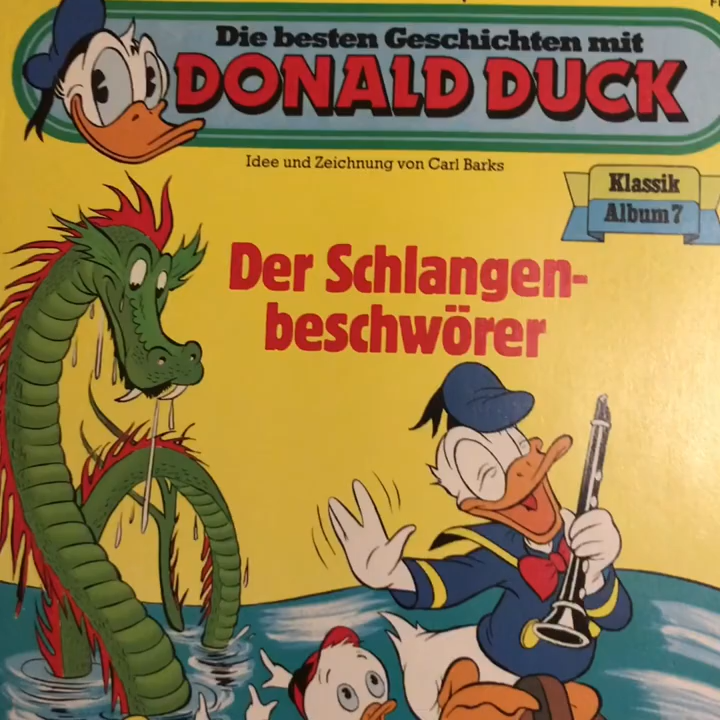 Die besten Geschichten mit
DONALD DUCK
Idee und Zeichnung von Carl Barks
Klassik
Album 7
Der Schlangen-
beschwörer